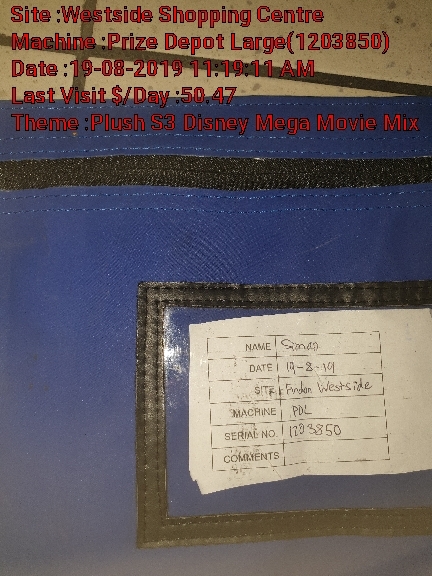 Site :Westside Shopping Centre
Machine :Prize Depot Large(1203850)
Date :19-08-2019 11:19:11 AM
Last Visit $/Day :50.47
Theme :Plush S3 Disney Mega Movie Mix
NAME
DATE 19-8-19
SITE Findon Westside
MACHINE PDL
SERIAL NO. 1203850
COMMENTS